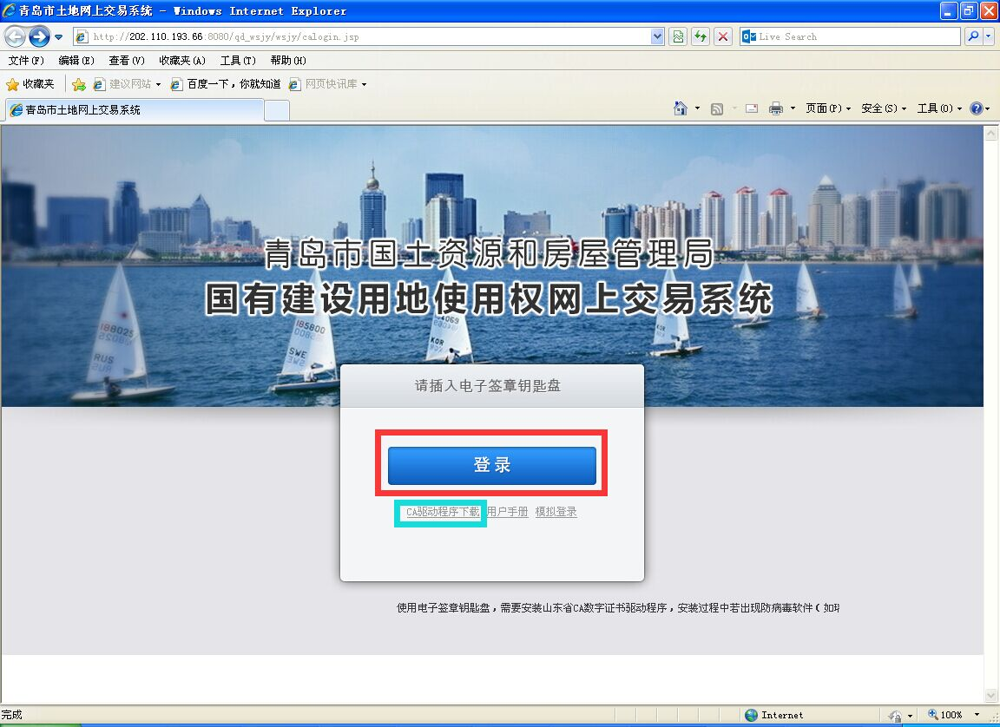 青岛市土地网上交易系统 - Windows Internet Explorer
http://202.110.193.66:8080/qd_wsjy/wsjy/calogin.jsp
Live Search
文件(F) 编辑(E) 查看(V) 收藏夹(A) 工具(T) 帮助(H)
收藏夹 建议网站 百度一下，你就知道 网页快讯库
青岛市土地网上交易系统
页面(P) 安全(S) 工具(O)
青岛市国土资源和房屋管理局
国有建设用地使用权网上交易系统
188025
RUS
185800
SWE
4069
KOR
KOR
请插入电子签章钥匙盘
登录
CA驱动程序下载 用户手册 模拟登录
使用电子签章钥匙盘，需要安装山东省CA数字证书驱动程序，安装过程中若出现防病毒软件（如
完成
Internet
100%